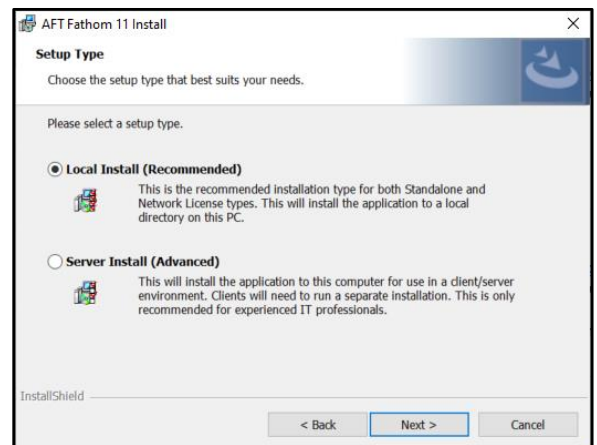 AFT Fathom 11 Install
Setup Type
Choose the setup type that best suits your needs.
Please select a setup type.
Local Install (Recommended)
This is the recommended installation type for both Standalone and
Network License types. This will install the application to a local
directory on this PC.
Server Install (Advanced)
This will install the application to this computer for use in a client/server
environment. Clients will need to run a separate installation. This is only
recommended for experienced IT professionals.
InstallShield
< Back Next > Cancel